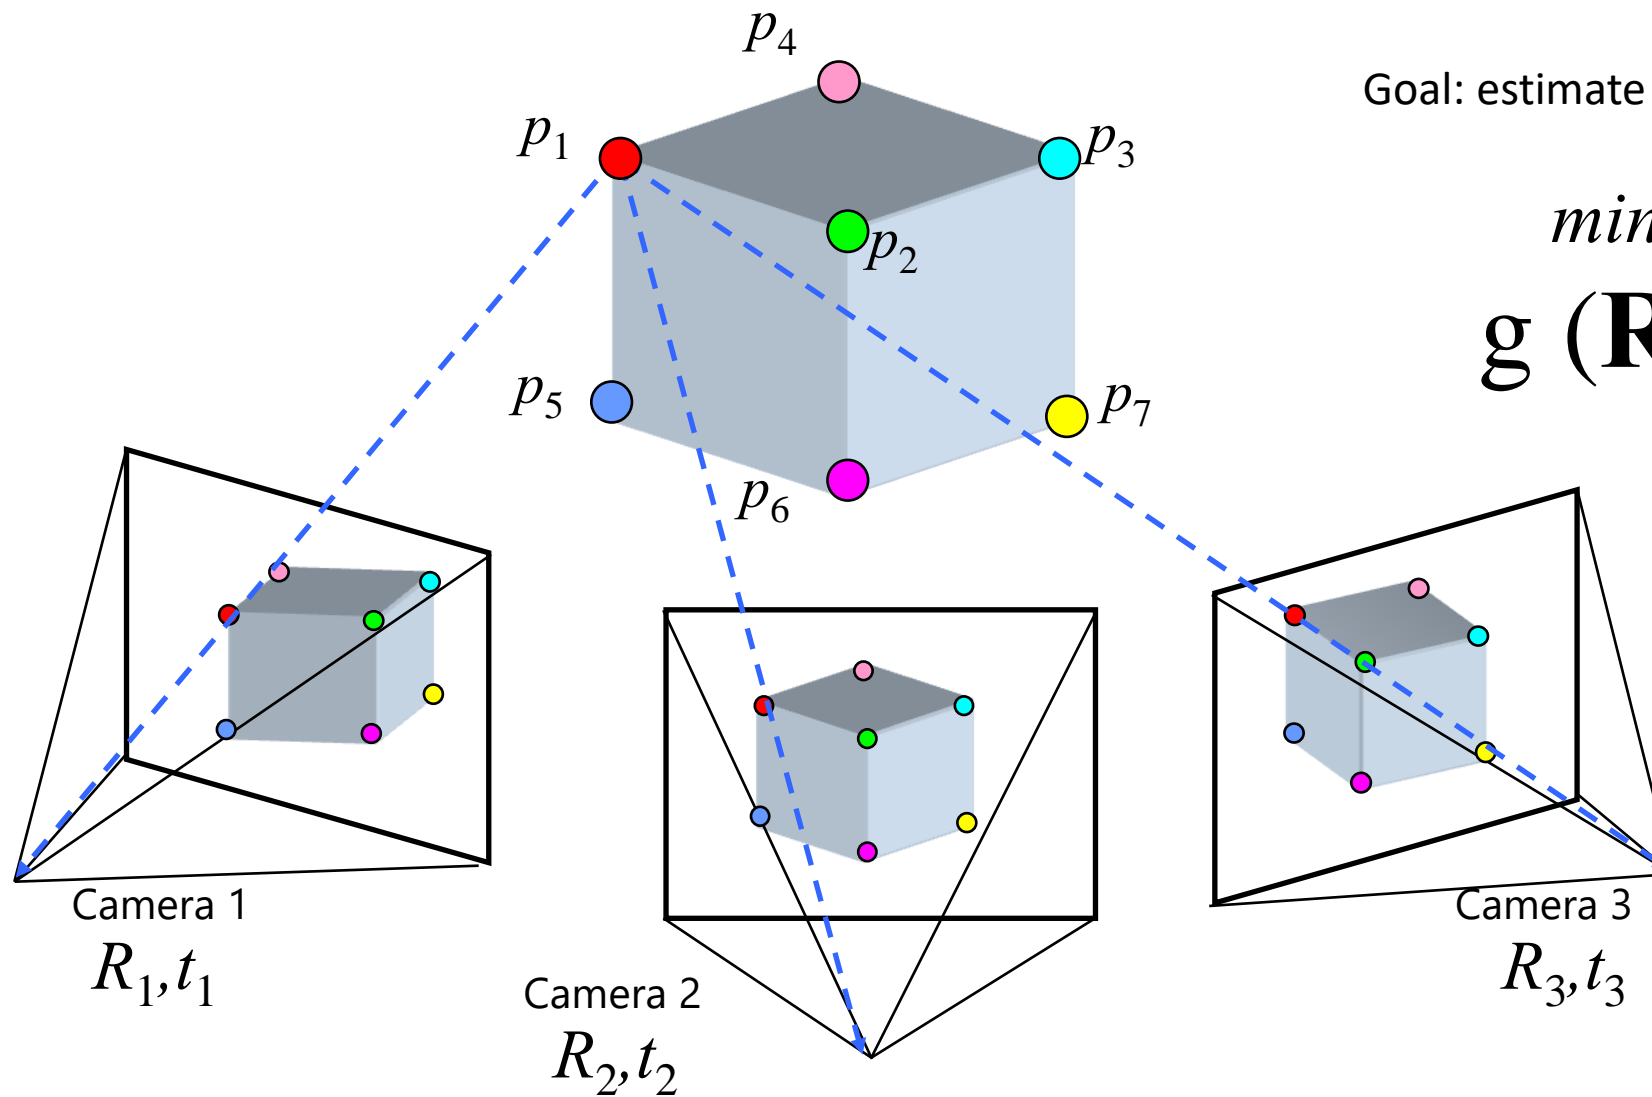 p₄
Goal: estimate
p₁
p₃
min
p₂
g (R
p₅
p₇
p₆
Camera 1
R₁,t₁
Camera 2
R₂,t₂
Camera 3
R₃,t₃